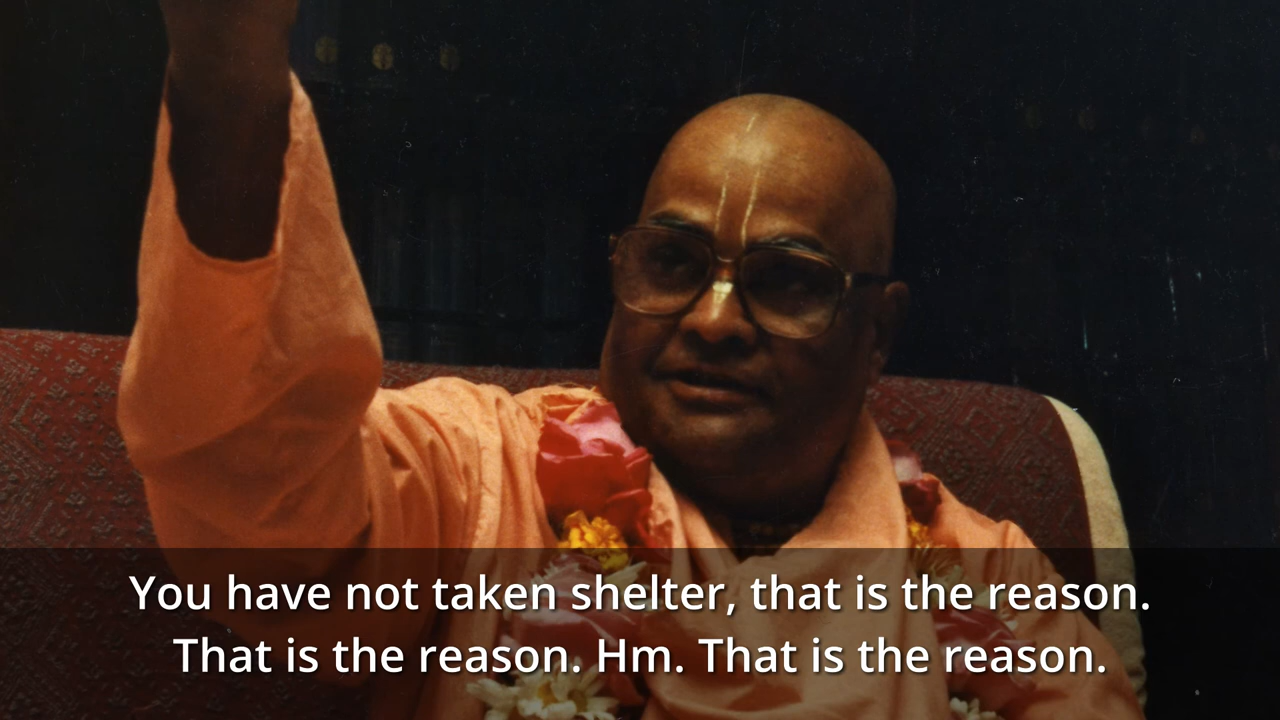 You have not taken shelter, that is the reason.
That is the reason. Hm. That is the reason.